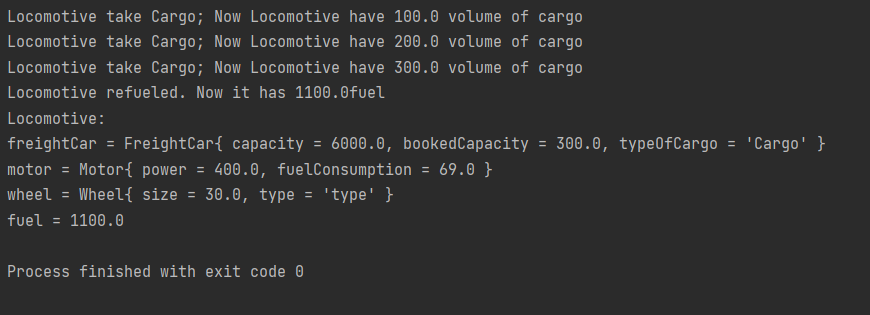 Locomotive take Cargo; Now Locomotive have 100.0 volume of cargo
Locomotive take Cargo; Now Locomotive have 200.0 volume of cargo
Locomotive take Cargo; Now Locomotive have 300.0 volume of cargo
Locomotive refueled. Now it has 1100.0fuel
Locomotive:
freightCar = FreightCar{ capacity = 6000.0, bookedCapacity = 300.0, typeOfCargo = 'Cargo' }
motor = Motor{ power = 400.0, fuelConsumption = 69.0 }
wheel = Wheel{ size = 30.0, type = 'type' }
fuel = 1100.0
Process finished with exit code 0